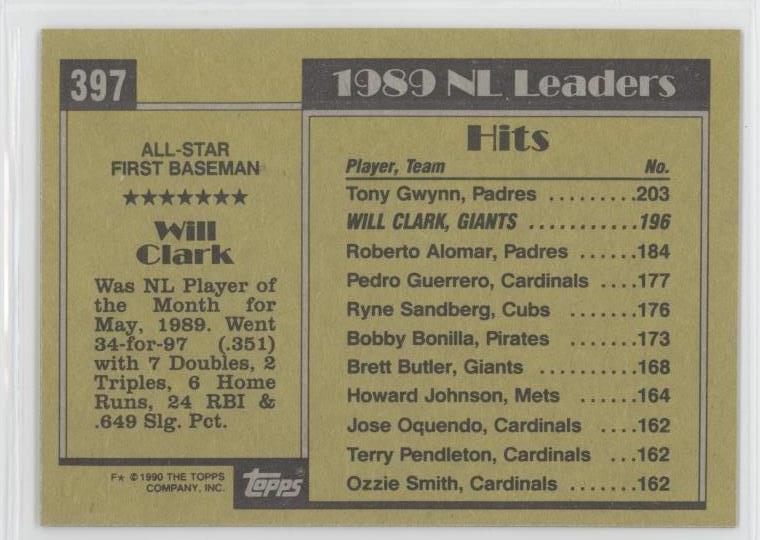 397
ALL-STAR
FIRST BASEMAN
★★★★★★★
Will
Clark
Was NL Player of
the Month for
May, 1989. Went
34-for-97 (.351)
with 7 Doubles, 2
Triples, 6 Home
Runs, 24 RBI &
.649 Slg. Pct.
F★ © 1990 THE TOPPS
COMPANY, INC.
topps
1989 NL Leaders
Hits
Player, Team No.
Tony Gwynn, Padres .........203
WILL CLARK, GIANTS ...........196
Roberto Alomar, Padres ......184
Pedro Guerrero, Cardinals ....177
Ryne Sandberg, Cubs ......176
Bobby Bonilla, Pirates .......173
Brett Butler, Giants ..........168
Howard Johnson, Mets ......164
Jose Oquendo, Cardinals ....162
Terry Pendleton, Cardinals ...162
Ozzie Smith, Cardinals .......162